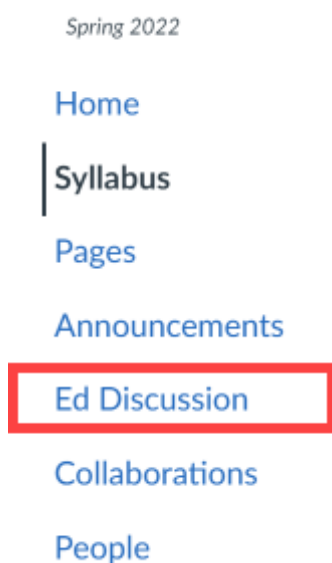 Spring 2022
Home
Syllabus
Pages
Announcements
Ed Discussion
Collaborations
People